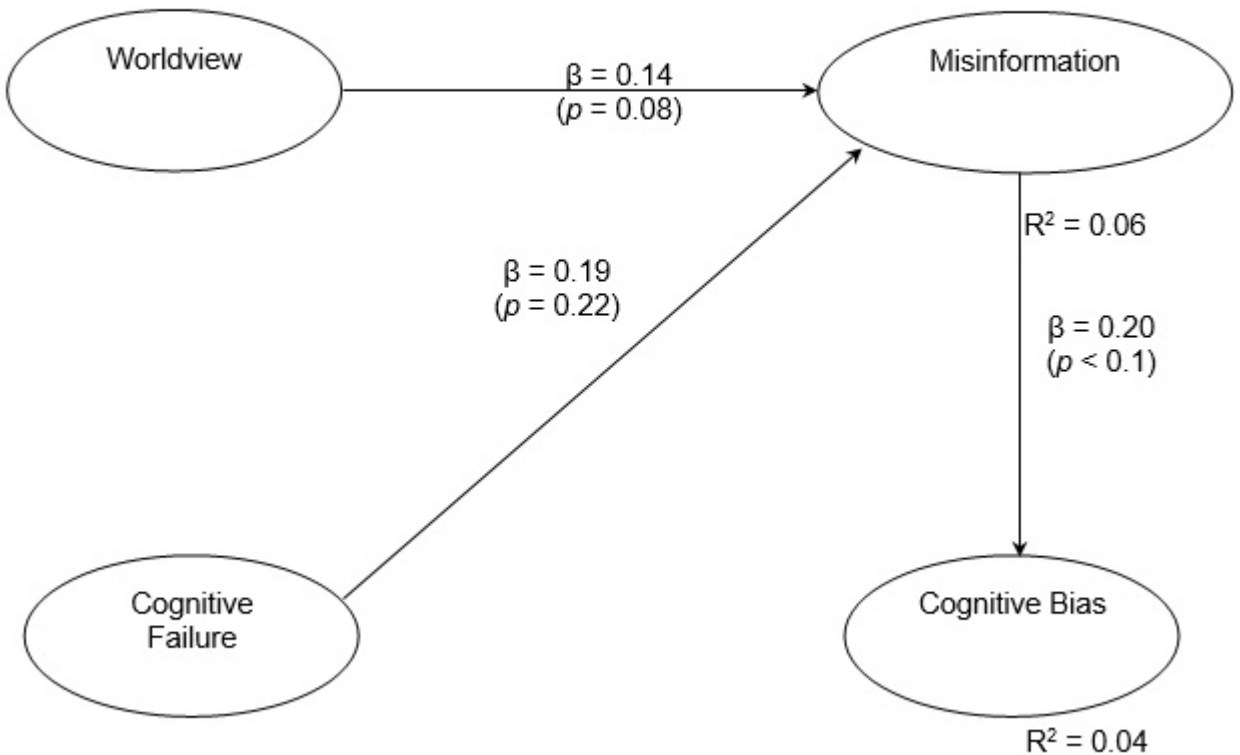 Worldview
Misinformation
β = 0.14
(p = 0.08)
R² = 0.06
β = 0.19
(p = 0.22)
β = 0.20
(p < 0.1)
Cognitive
Failure
Cognitive Bias
R² = 0.04